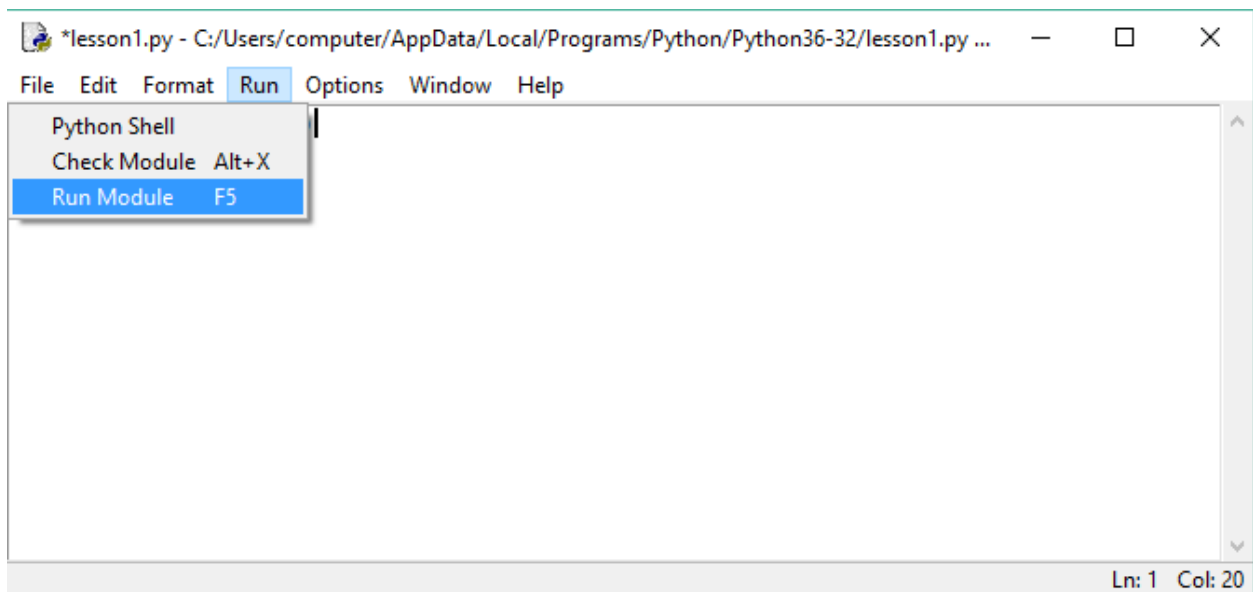 *lesson1.py - C:/Users/computer/AppData/Local/Programs/Python/Python36-32/lesson1.py ...
File Edit Format Run Options Window Help
Python Shell
Check Module Alt+X
Run Module F5
Ln: 1 Col: 20